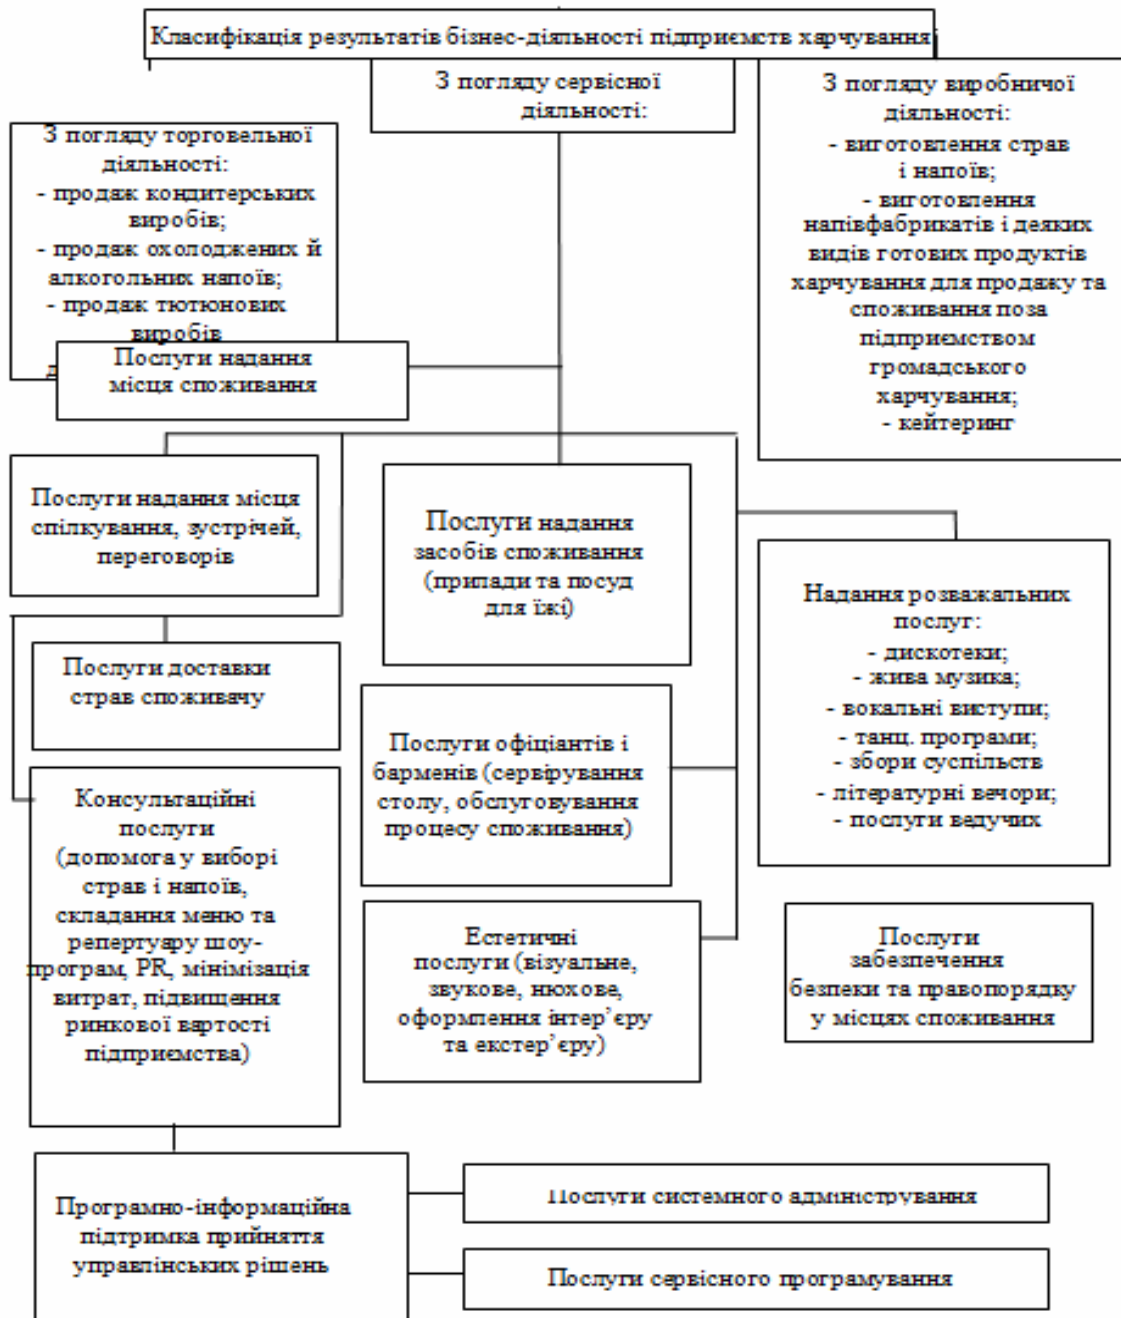 Класифікація результатів бізнес-діяльності підприємств харчування
З погляду сервісної
діяльності:
З погляду торговельної
діяльності:
- продаж кондитерських
виробів;
- продаж охолоджених й
алкогольних напоїв;
- продаж тютюнових
виробів
З погляду виробничої
діяльності:
- виготовлення страв
і напоїв;
- виготовлення
напівфабрикатів і деяких
видів готових продуктів
харчування для продажу та
споживання поза
підприємством
громадського
харчування;
- кейтеринг
Послуги надання
місця споживання
Послуги надання місця
спілкування, зустрічей,
переговорів
Послуги надання
засобів споживання
(прилади та посуд
для їжі)
Надання розважальних
послуг:
- дискотеки;
- жива музика;
- вокальні виступи;
- танц. програми;
- збори суспільств
- літературні вечори;
- послуги ведучих
Послуги доставки
страв споживачу
Послуги офіціантів і
барменів (сервірування
столу, обслуговування
процесу споживання)
Консультаційні
послуги
(допомога у виборі
страв і напоїв,
складання меню та
репертуару шоу-
програм, PR, мінімізація
витрат, підвищення
ринкової вартості
підприємства)
Естетичні
послуги (візуальне,
звукове, нюхове,
оформлення інтер’єру
та екстер’єру)
Послуги
забезпечення
безпеки та правопорядку
у місцях споживання
Програмно-інформаційна
підтримка прийняття
управлінських рішень
Послуги системного адміністрування
Послуги сервісного програмування